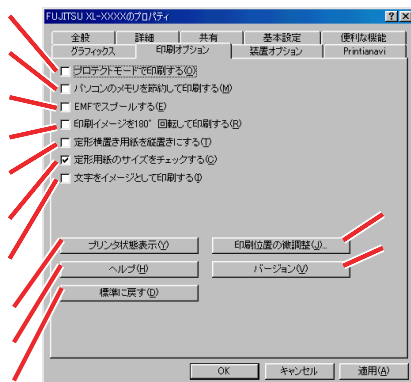 FUJITSU XL-XXXXのプロパティ
全般 詳細 共有 基本設定 便利な機能
グラフィックス 印刷オプション 装置オプション Printianavi
プロテクトモードで印刷する(O)
パソコンのメモリを節約して印刷する(M)
EMFでスプールする(E)
印刷イメージを180°回転して印刷する(R)
定形横置き用紙を縦置きにする(T)
定形用紙のサイズをチェックする(C)
文字をイメージとして印刷する(I)
プリンタ状態表示(Y) 印刷位置の微調整(J)...
ヘルプ(H) バージョン(V)
標準に戻す(D)
OK キャンセル 適用(A)